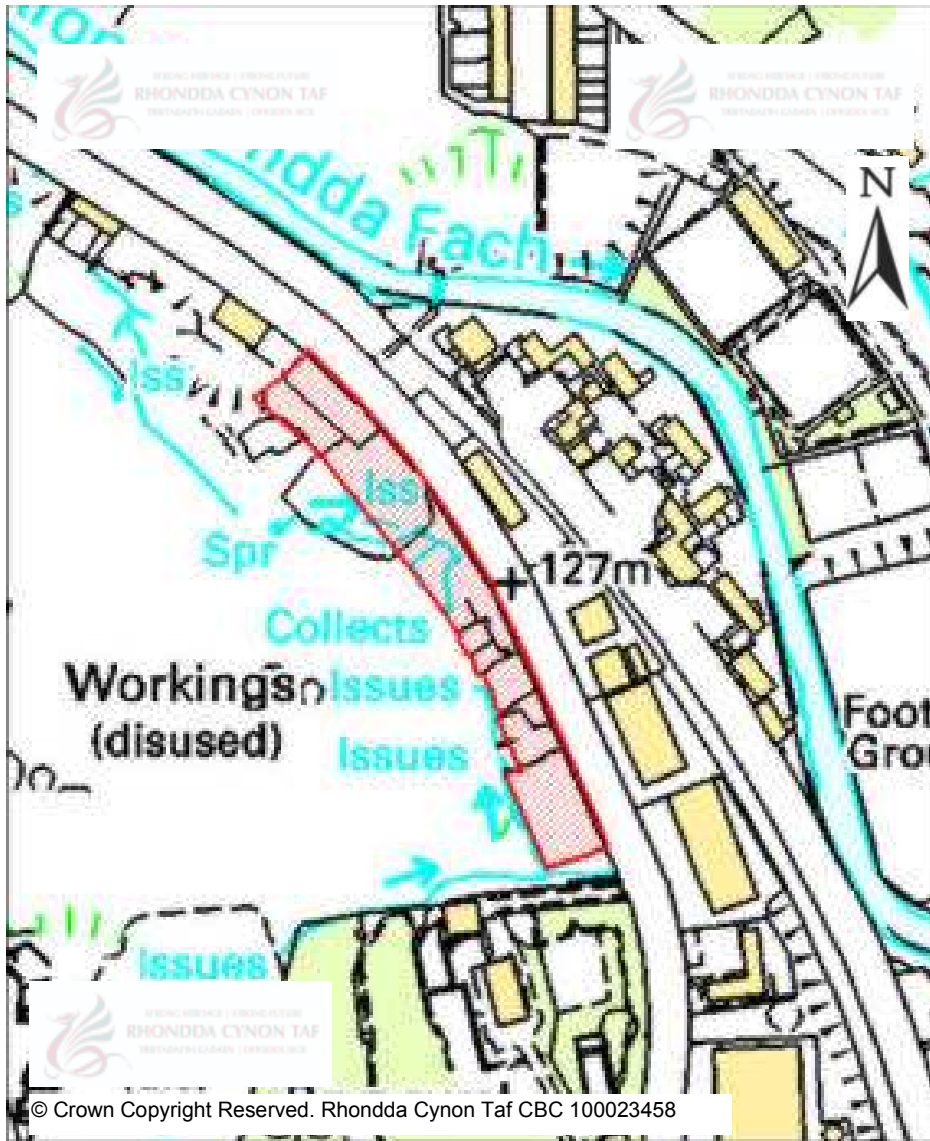 RHONDDA CYNON TAF
RHONDDA CYNON TAF
N
ndda Fach
Iss
Iss
Spr
127m
Collects
Workings
(disused)
Issues
Issues
Foot
Grou
Issues
RHONDDA CYNON TAF
© Crown Copyright Reserved. Rhondda Cynon Taf CBC 100023458